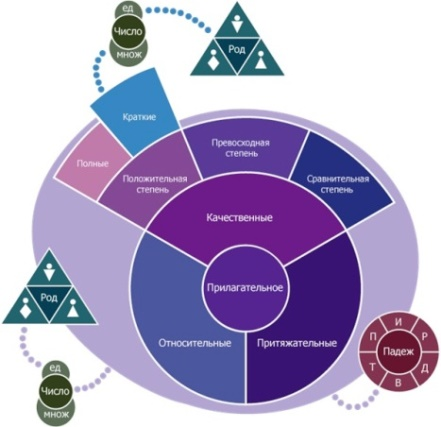 ед
Число
множ
Род
Краткие
Полные
Положительная
степень
Превосходная
степень
Сравнительная
степень
Качественные
Прилагательное
Относительные
Притяжательные
Род
ед
Число
множ
И
Р
Д
В
Т
П
Падеж